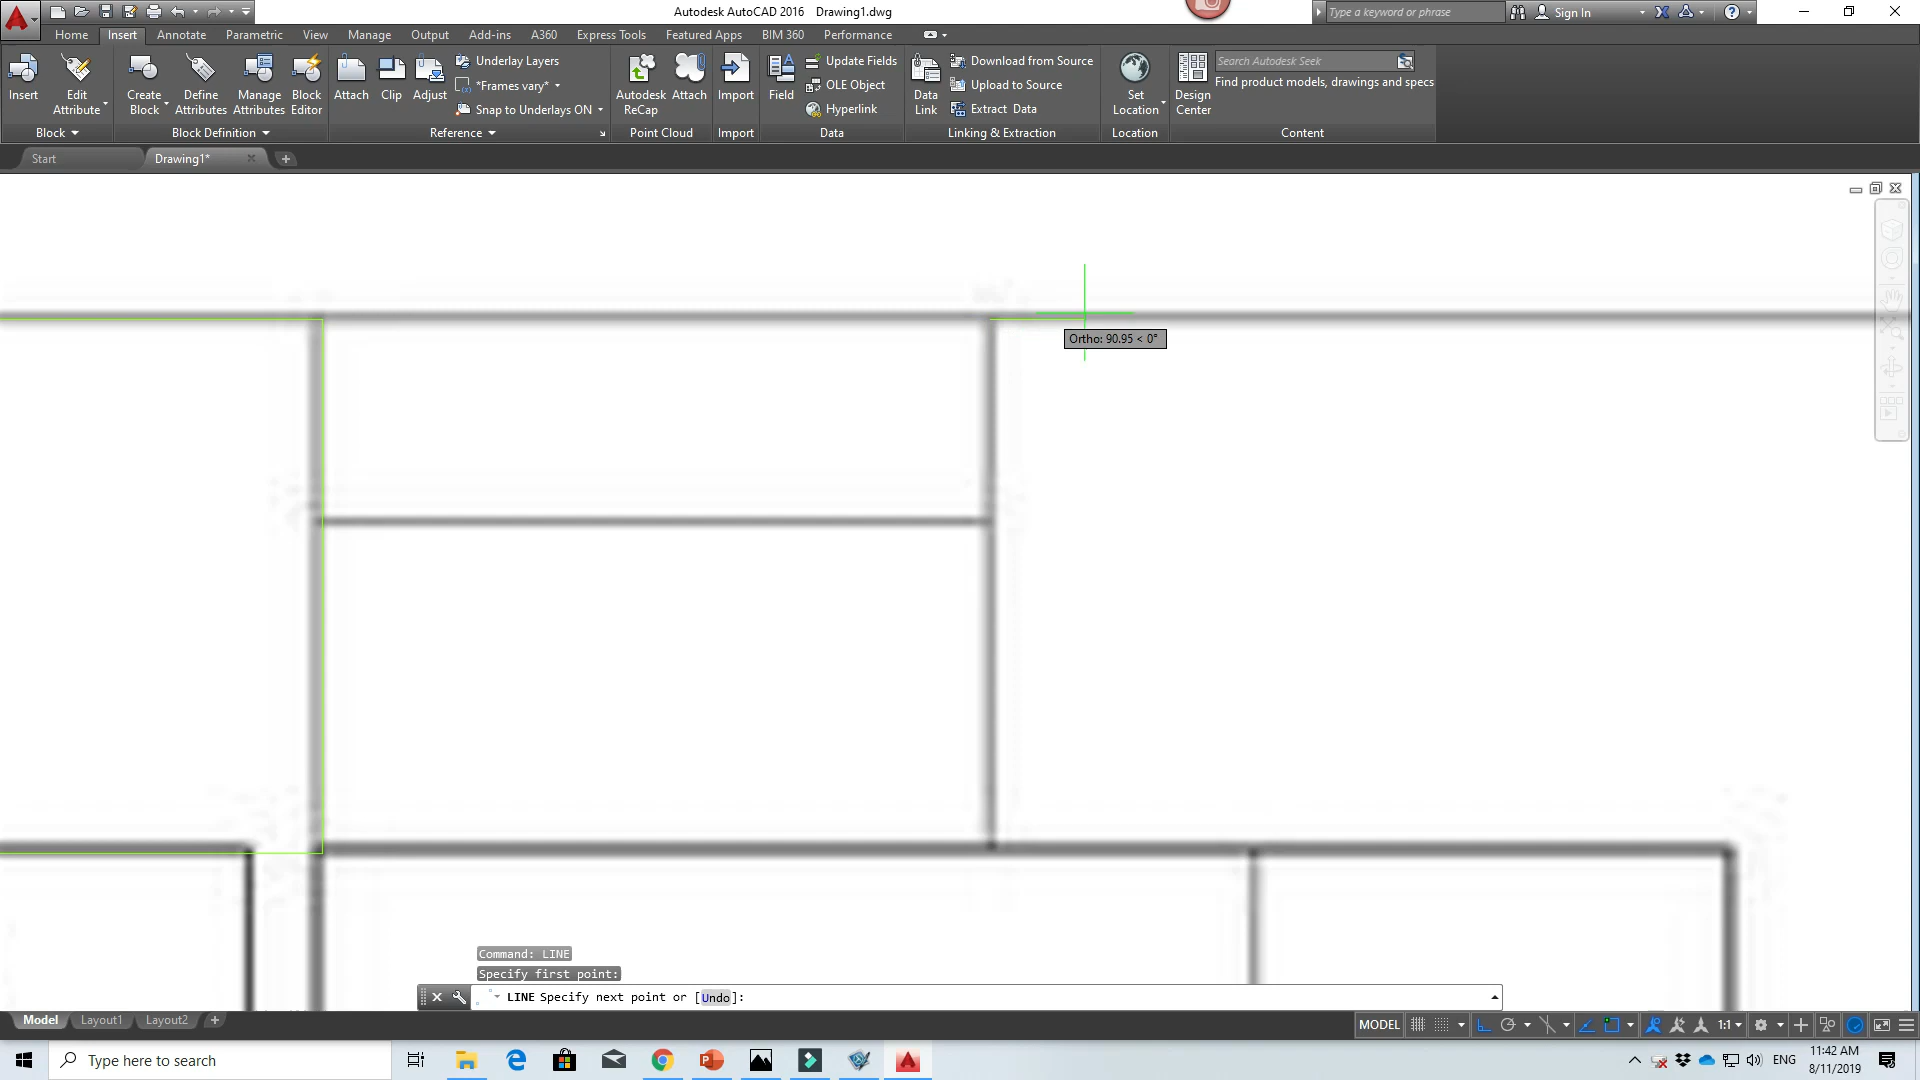 Autodesk AutoCAD 2016 Drawing1.dwg
Type a keyword or phrase
Sign In
Home Insert Annotate Parametric View Manage Output Add-ins A360 Express Tools Featured Apps BIM 360 Performance
Insert
Edit Attribute
Create Block
Define Attributes
Manage Attributes
Block Editor
Attach
Clip
Adjust
Underlay Layers
*Frames vary*
Snap to Underlays ON
Autodesk ReCap
Attach
Import
Field
Update Fields
OLE Object
Hyperlink
Data Link
Download from Source
Upload to Source
Extract Data
Set Location
Design Center
Search Autodesk Seek
Find product models, drawings and specs
Block Block Definition Reference Point Cloud Import Data Linking & Extraction Location Content
Start Drawing1*
Ortho: 90.95 < 0°
Command: LINE
Specify first point:
LINE Specify next point or [Undo]:
Model Layout1 Layout2
MODEL 1:1
Type here to search
ENG
11:42 AM
8/11/2019